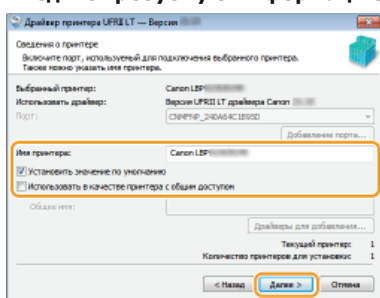 Драйвер принтера UFRII LT — Версия
Сведения о принтере
Включите порт, используемый для подключения выбранного принтера.
Также можно указать имя принтера.
Выбранный принтер: Canon LBP
Использовать драйвер: Версия UFRII LT драйвера Canon
Порт: CNMFNP_240A64C1E95D
Добавление порта...
Имя принтера: Canon LBP
Установить значение по умолчанию
Использовать в качестве принтера с общим доступом
Общее имя:
Драйверы для добавления...
Текущий принтер: 1
Количество принтеров для установки: 1
< Назад Далее > Отмена